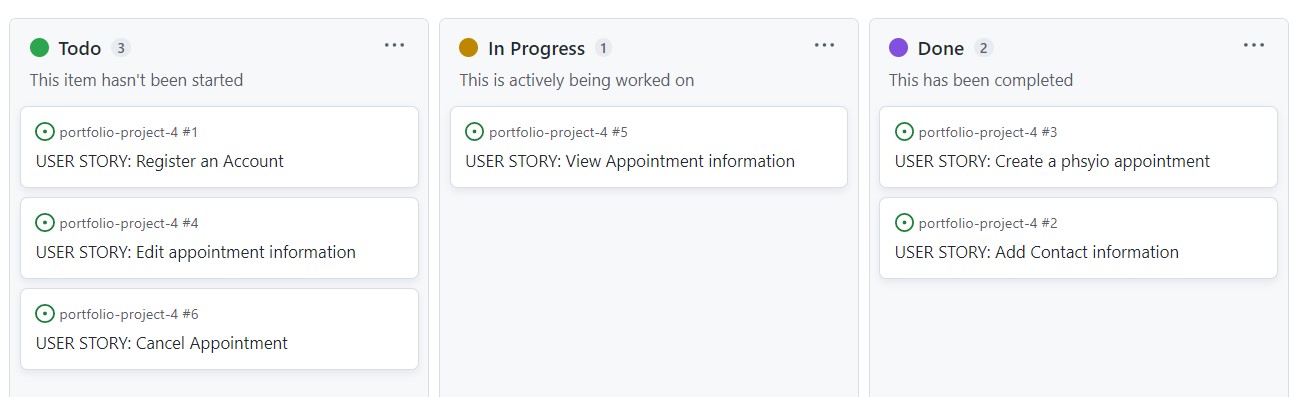 Todo 3
This item hasn't been started
portfolio-project-4 #1
USER STORY: Register an Account
portfolio-project-4 #4
USER STORY: Edit appointment information
portfolio-project-4 #6
USER STORY: Cancel Appointment
In Progress 1
This is actively being worked on
portfolio-project-4 #5
USER STORY: View Appointment information
Done 2
This has been completed
portfolio-project-4 #3
USER STORY: Create a phsyio appointment
portfolio-project-4 #2
USER STORY: Add Contact information